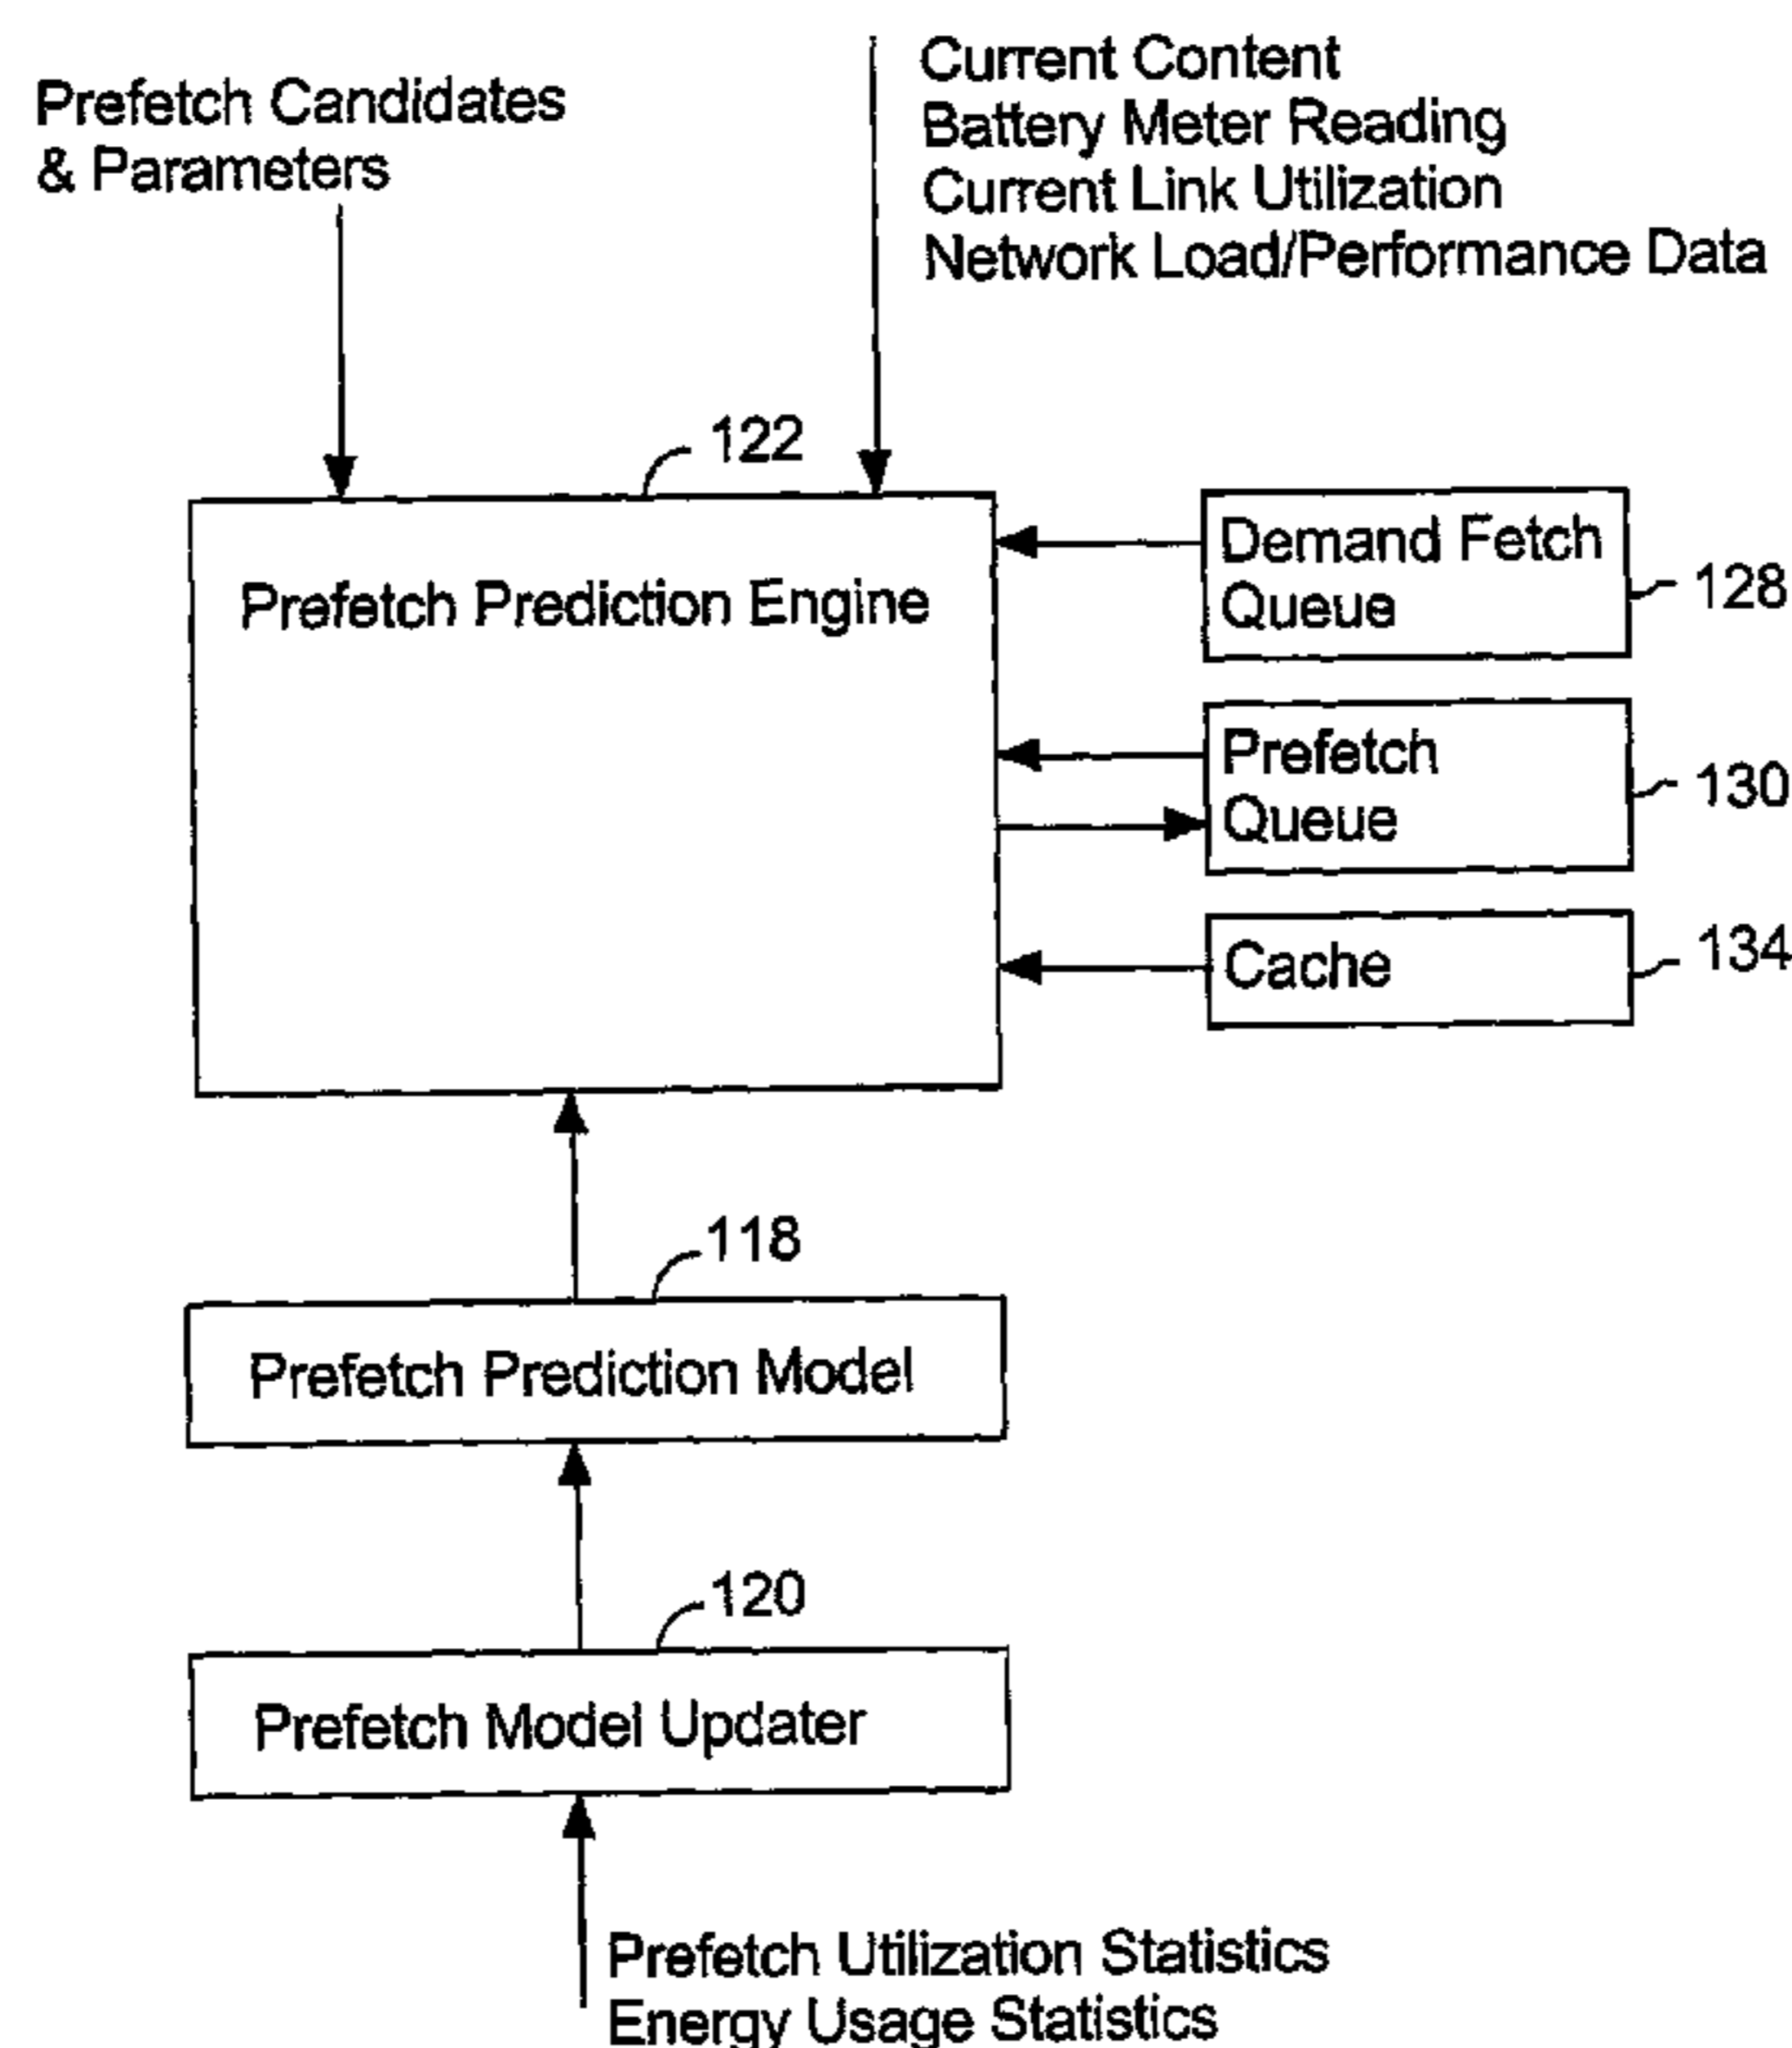 Prefetch Candidates
& Parameters
Current Content
Battery Meter Reading
Current Link Utilization
Network Load/Performance Data
122
Prefetch Prediction Engine
Demand Fetch
Queue
128
Prefetch
Queue
130
Cache
134
118
Prefetch Prediction Model
120
Prefetch Model Updater
Prefetch Utilization Statistics
Energy Usage Statistics